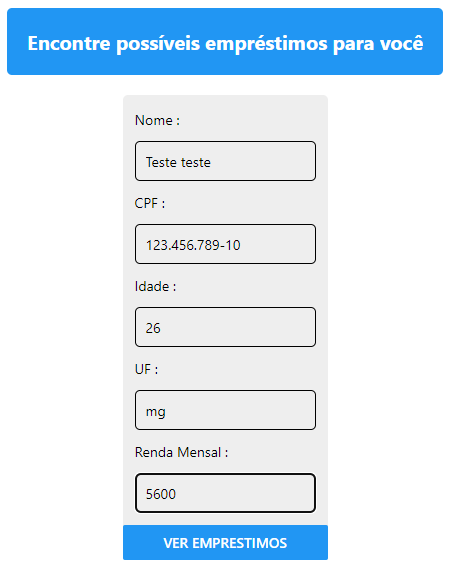 Encontre possíveis empréstimos para você
Nome :
Teste teste
CPF :
123.456.789-10
Idade :
26
UF :
mg
Renda Mensal :
5600
VER EMPRESTIMOS